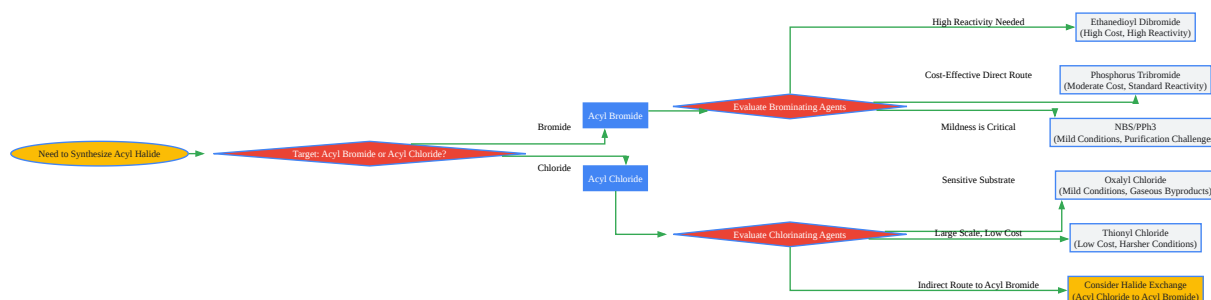 High Reactivity Needed
Ethanedioyl Dibromide
(High Cost, High Reactivity)
Cost-Effective Direct Route
Phosphorus Tribromide
(Moderate Cost, Standard Reactivity)
Evaluate Brominating Agents
Acyl Bromide
Bromide
Mildness is Critical
NBS/PPh3
(Mild Conditions, Purification Challenge
Need to Synthesize Acyl Halide
Target: Acyl Bromide or Acyl Chloride?
Chloride
Acyl Chloride
Sensitive Substrate
Oxalyl Chloride
(Mild Conditions, Gaseous Byproducts)
Evaluate Chlorinating Agents
Large Scale, Low Cost
Thionyl Chloride
(Low Cost, Harsher Conditions)
Indirect Route to Acyl Bromide
Consider Halide Exchange
(Acyl Chloride to Acyl Bromide)